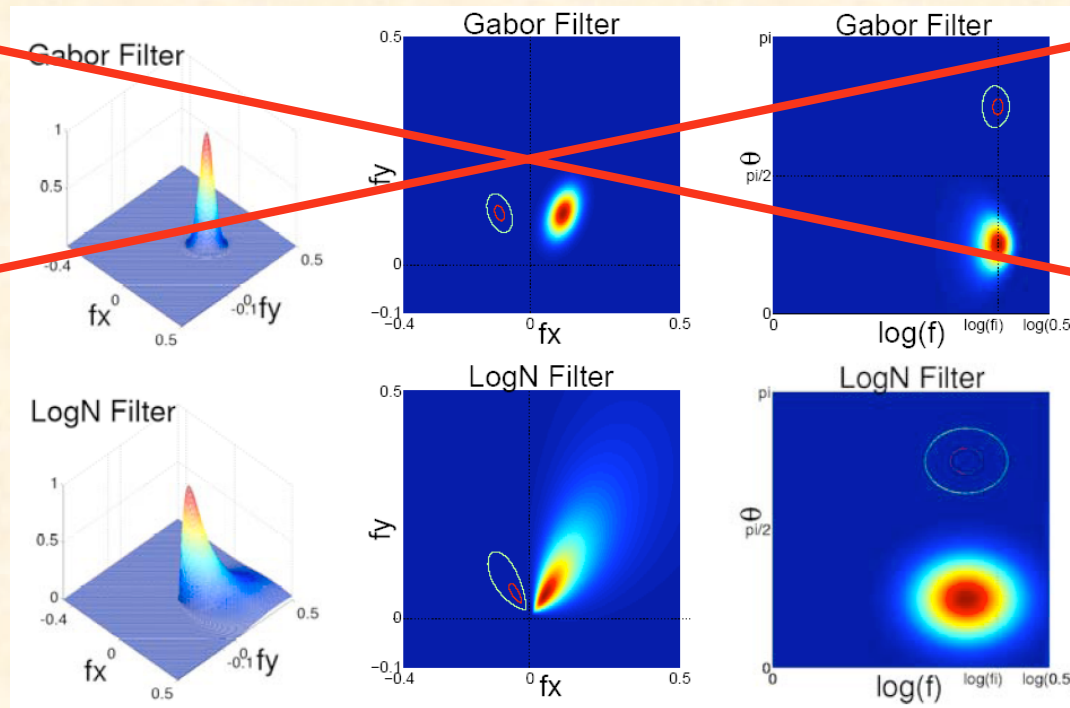 Gabor Filter
1
0.5
-0.4
fx
0
0.5
-0.1
0
fy
0.5
Gabor Filter
0.5
fy
0
-0.1
-0.4
0
fx
0.5
Gabor Filter
pi
θ
pi/2
0
log(f)
log(fi)
log(0.5
LogN Filter
1
0.5
0
-0.4
fx
0
0.5
-0.1
0
fy
0.5
LogN Filter
0.5
fy
0
-0.1
-0.4
0
fx
0.5
LogN Filter
pi
θ
pi/2
0
log(f)
log(fi)
log(0.5